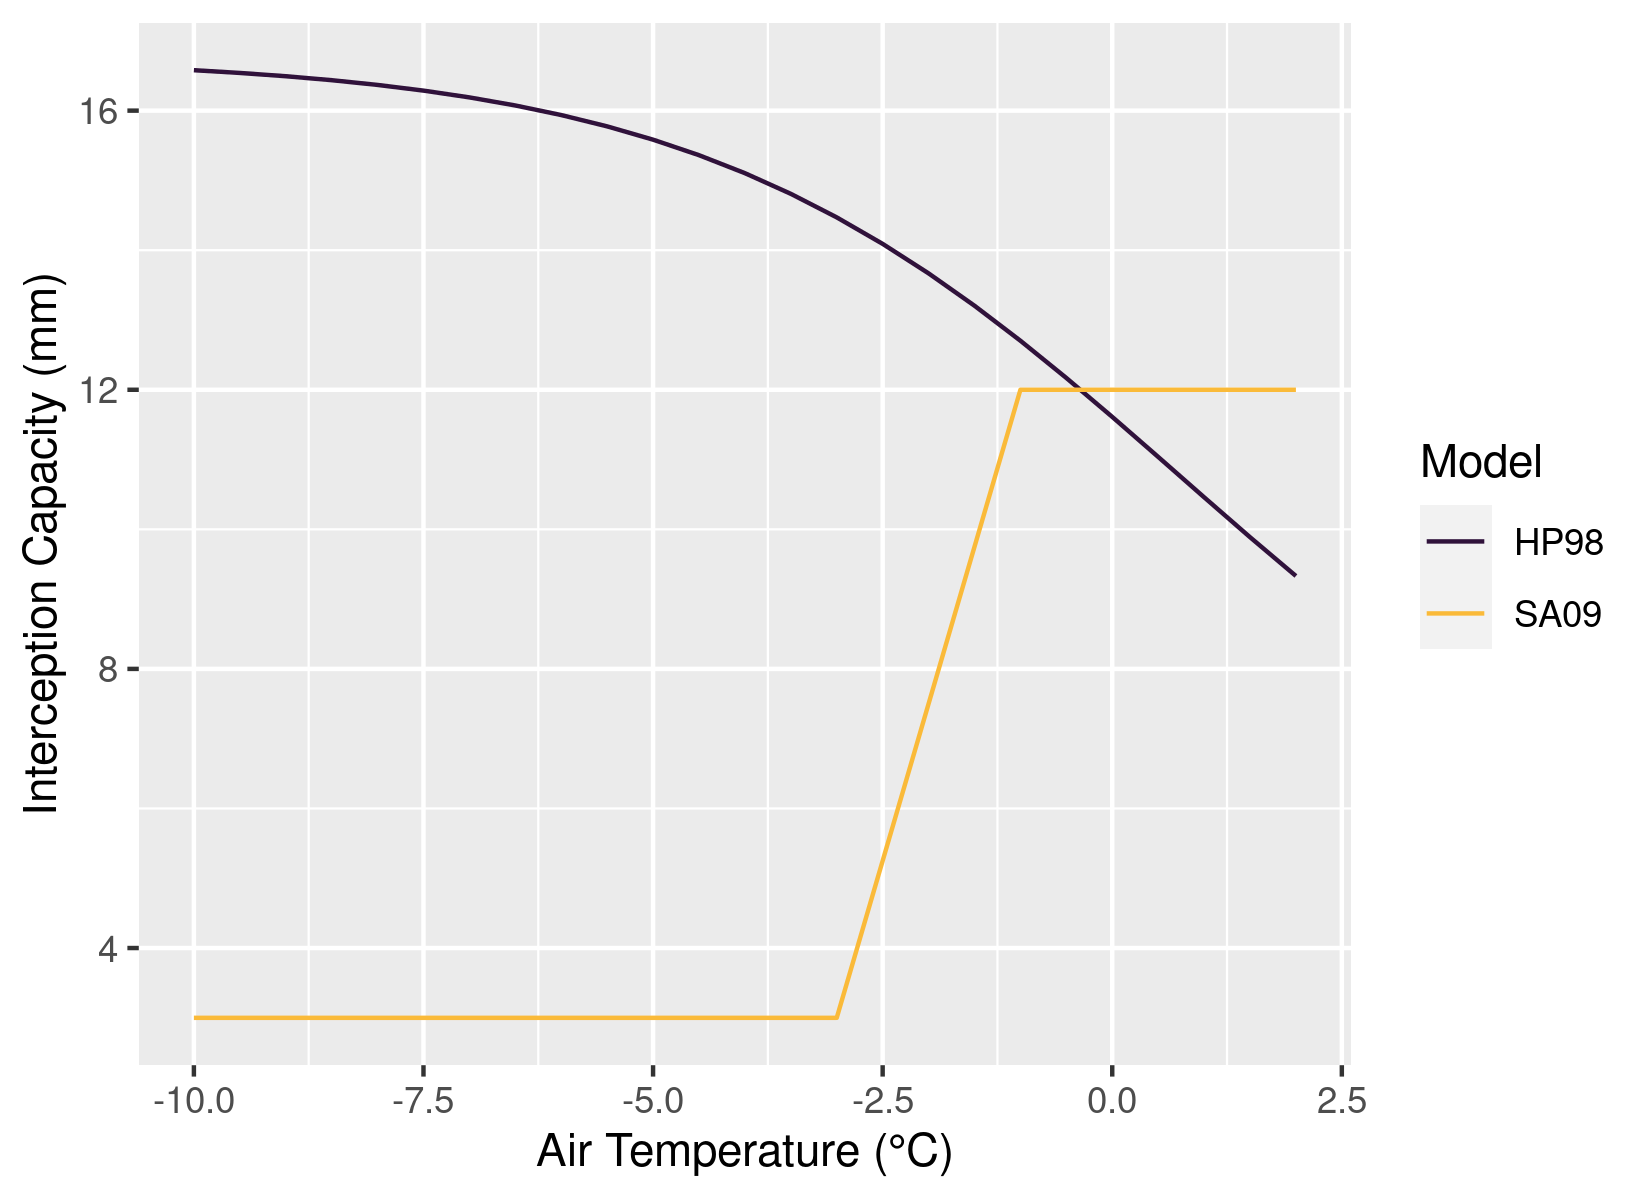 16
12
8
4
Interception Capacity (mm)
-10.0 -7.5 -5.0 -2.5 0.0 2.5
Air Temperature (°C)
Model
HP98
SA09